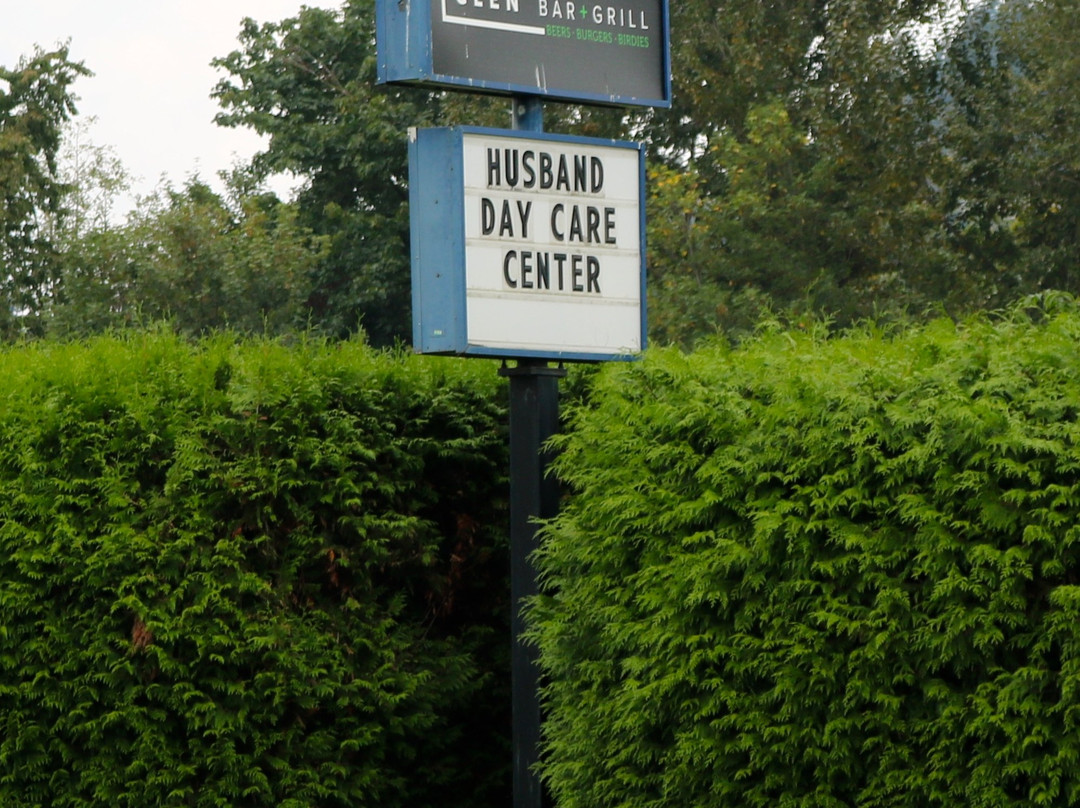 BAR+GRILL
BEERS · BURGERS · BIRDIES
HUSBAND
DAY CARE
CENTER